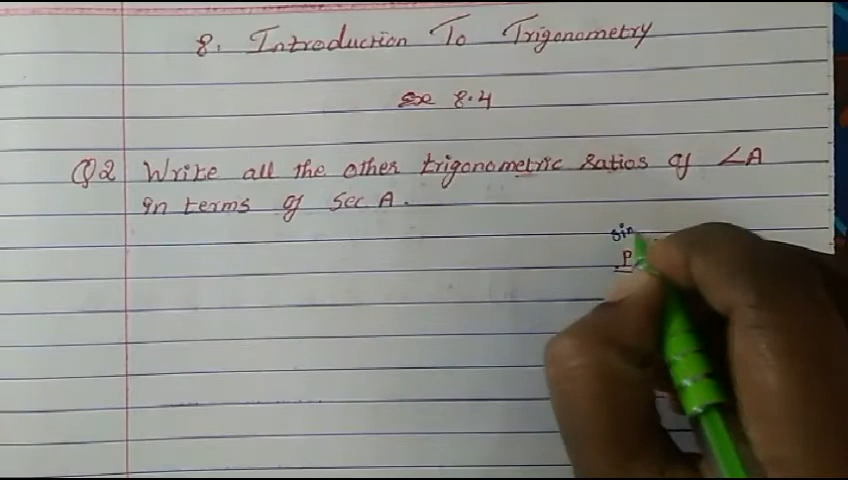 8. Introduction To Trigonometry
Ex 8.4
Q2 Write all the other trigonometric Ratios of ∠A
in terms of Sec A.
sin
P